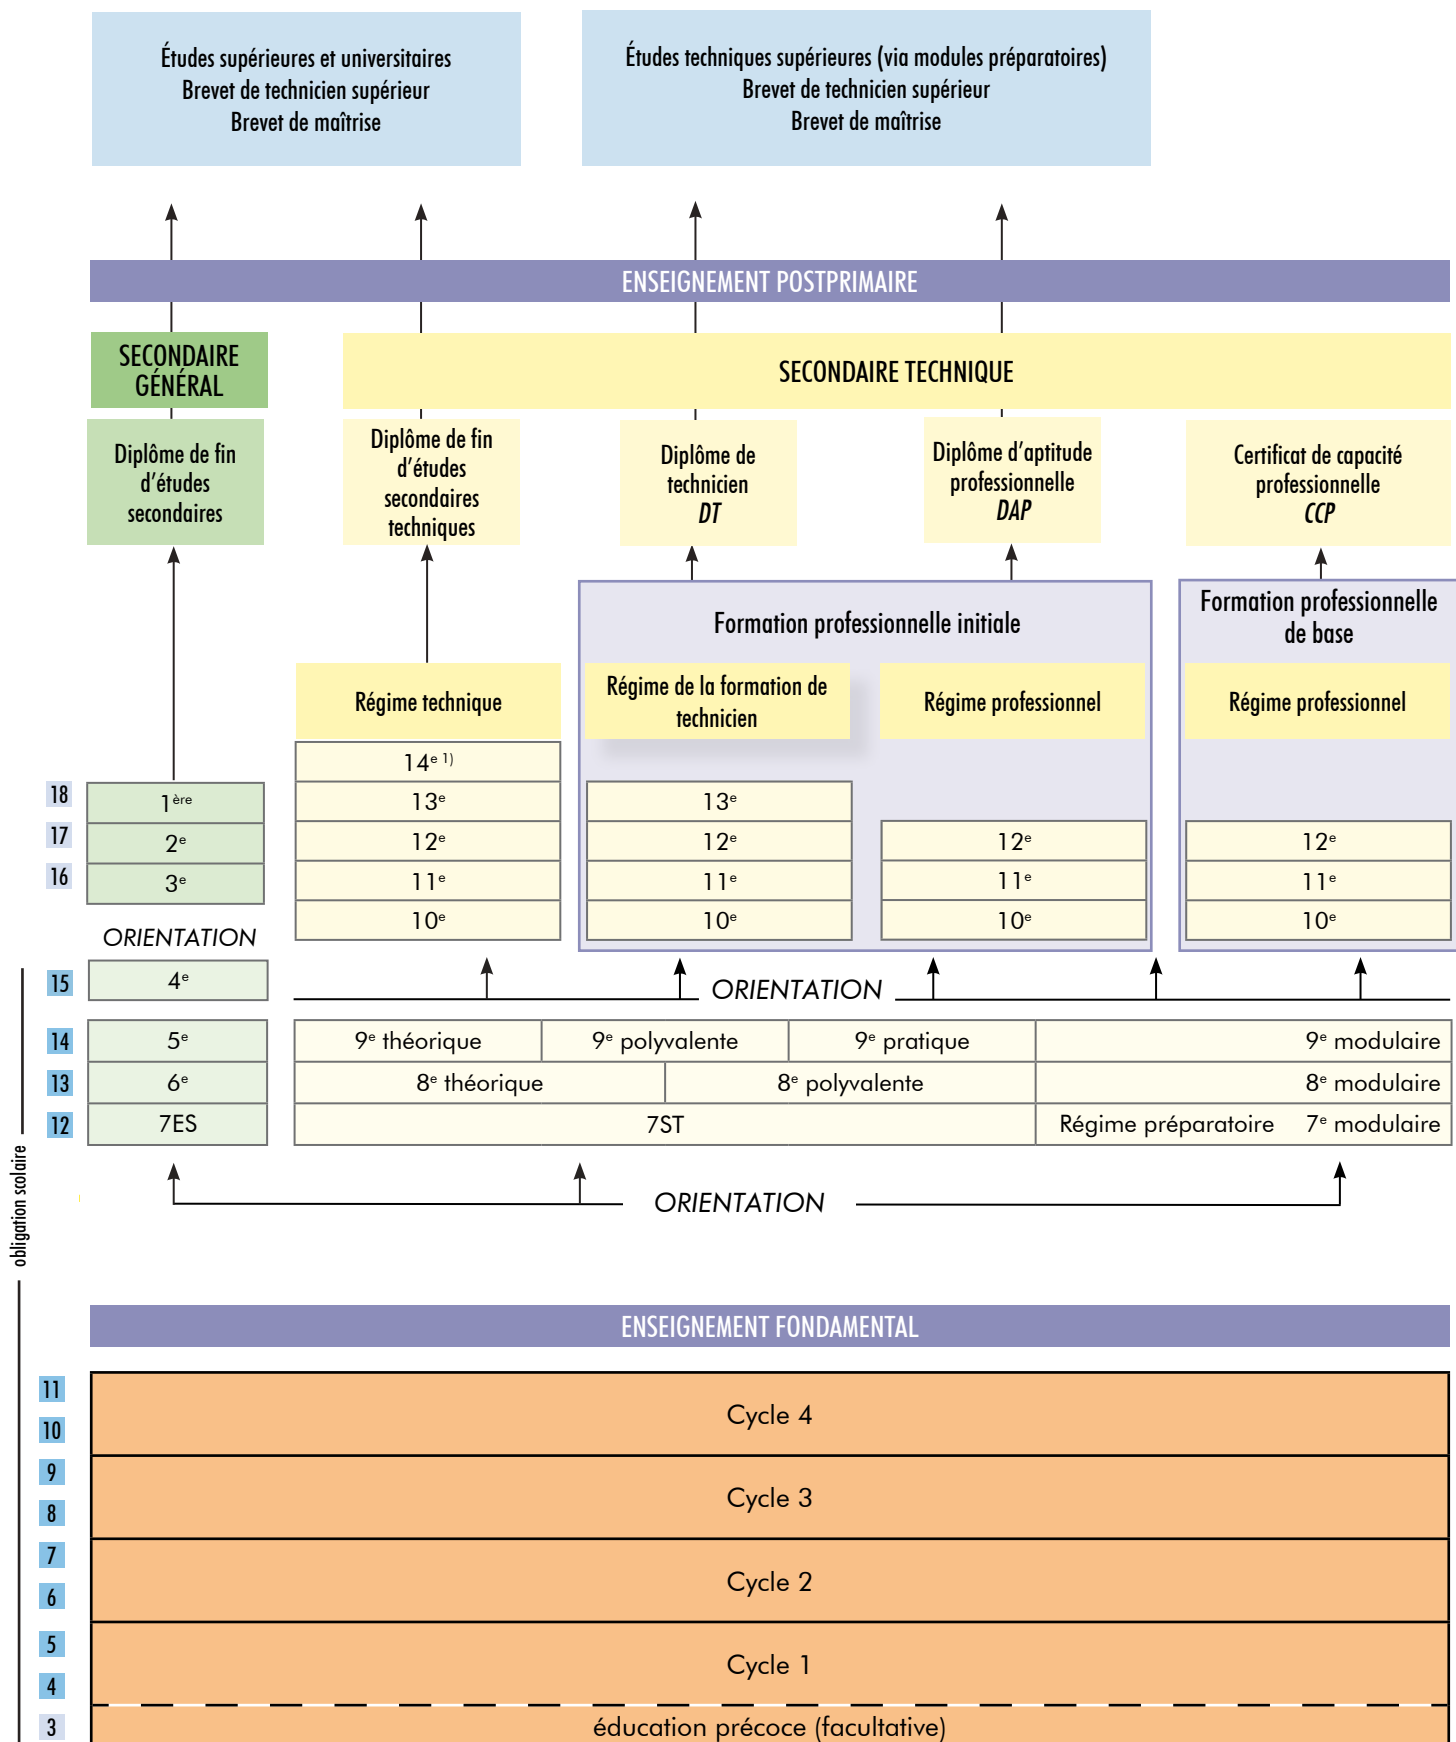 Études supérieures et universitaires
Brevet de technicien supérieur
Brevet de maîtrise
Études techniques supérieures (via modules préparatoires)
Brevet de technicien supérieur
Brevet de maîtrise
ENSEIGNEMENT POSTPRIMAIRE
SECONDAIRE
GÉNÉRAL
SECONDAIRE TECHNIQUE
Diplôme de fin
d'études
secondaires
Diplôme de fin
d'études
secondaires
techniques
Diplôme de
technicien
DT
Diplôme d'aptitude
professionnelle
DAP
Certificat de capacité
professionnelle
CCP
Formation professionnelle initiale
Formation professionnelle
de base
Régime technique
Régime de la formation de
technicien
Régime professionnel
Régime professionnel
14e 1)
18 1ère 13e 13e
17 2e 12e 12e 12e 12e
16 3e 11e 11e 11e 11e
10e 10e 10e 10e
ORIENTATION
15 4e ORIENTATION
14 5e 9e théorique 9e polyvalente 9e pratique 9e modulaire
13 6e 8e théorique 8e polyvalente 8e modulaire
12 7ES 7ST Régime préparatoire 7e modulaire
ORIENTATION
obligation scolaire
ENSEIGNEMENT FONDAMENTAL
11
Cycle 4
10
9
Cycle 3
8
7
Cycle 2
6
5
Cycle 1
4
3 éducation précoce (facultative)